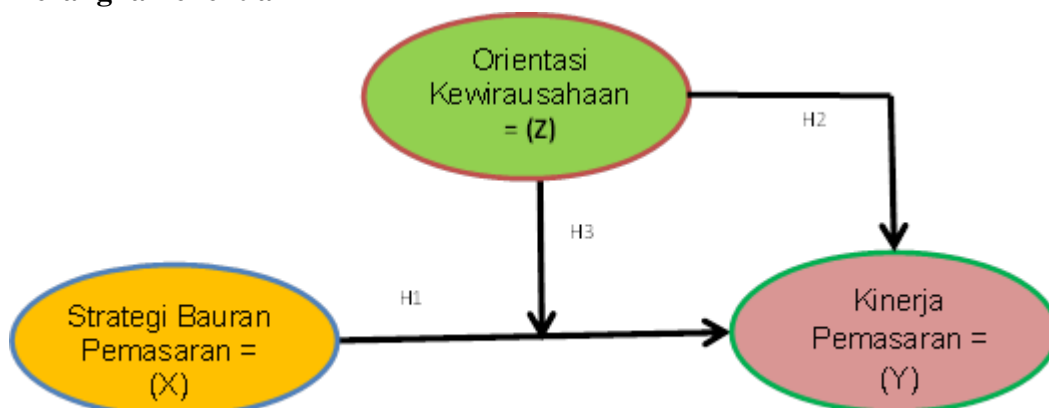 Orientasi
Kewirausahaan
= (Z)
H2
H3
H1
Strategi Bauran
Pemasaran =
(X)
Kinerja
Pemasaran =
(Y)